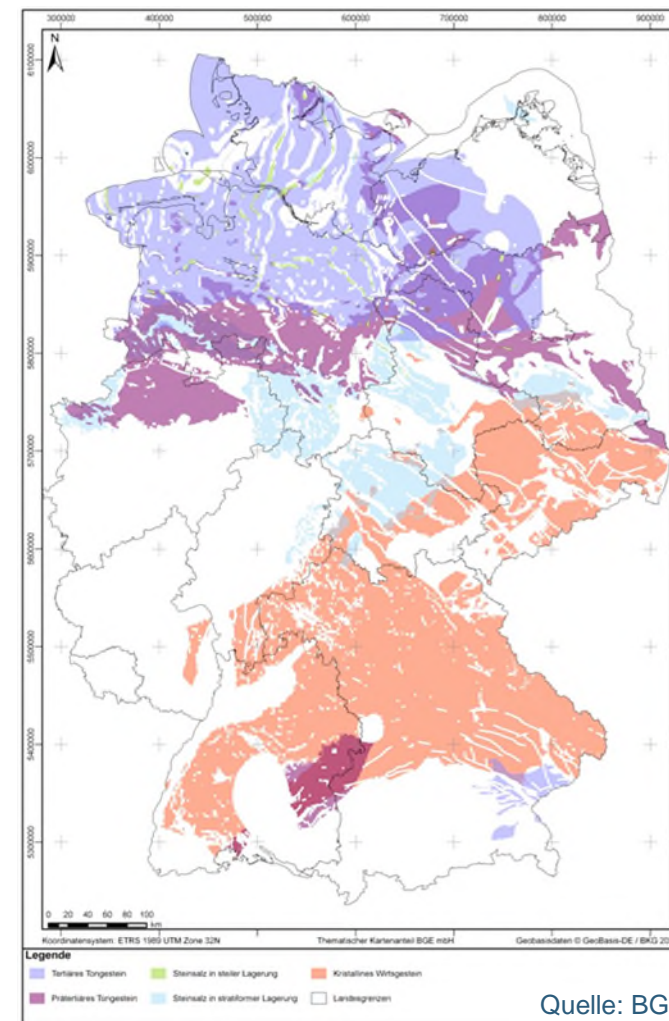 300000 400000 500000 600000 700000 800000 900000
N
6100000
6000000
5900000
5800000
5700000
5600000
5500000
5400000
5300000
0 20 40 60 80 100
km
Koordinatensystem: ETRS 1989 UTM Zone 32N Thematischer Kartenanteil BGE mbH Geobasisdaten © GeoBasis-DE / BKG 20
Legende
Tertiäres Tongestein Steinsalz in steiler Lagerung Kristallines Wirtsgestein
Prätertiäres Tongestein Steinsalz in stratiformer Lagerung Landesgrenzen
Quelle: BG